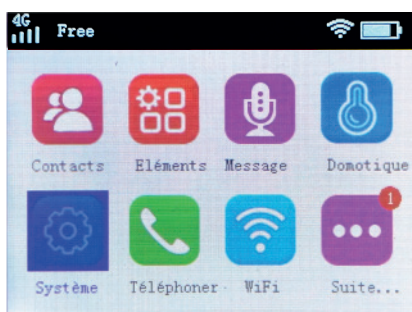 4G
Free
Contacts Eléments Message Domotique
1
Système Téléphoner WiFi Suite...